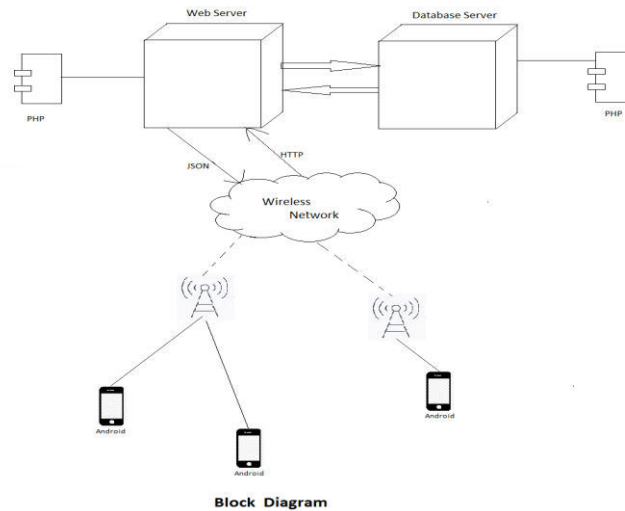 Web Server
Database Server
PHP
PHP
JSON
HTTP
Wireless
Network
Android
Android
Android
Block Diagram